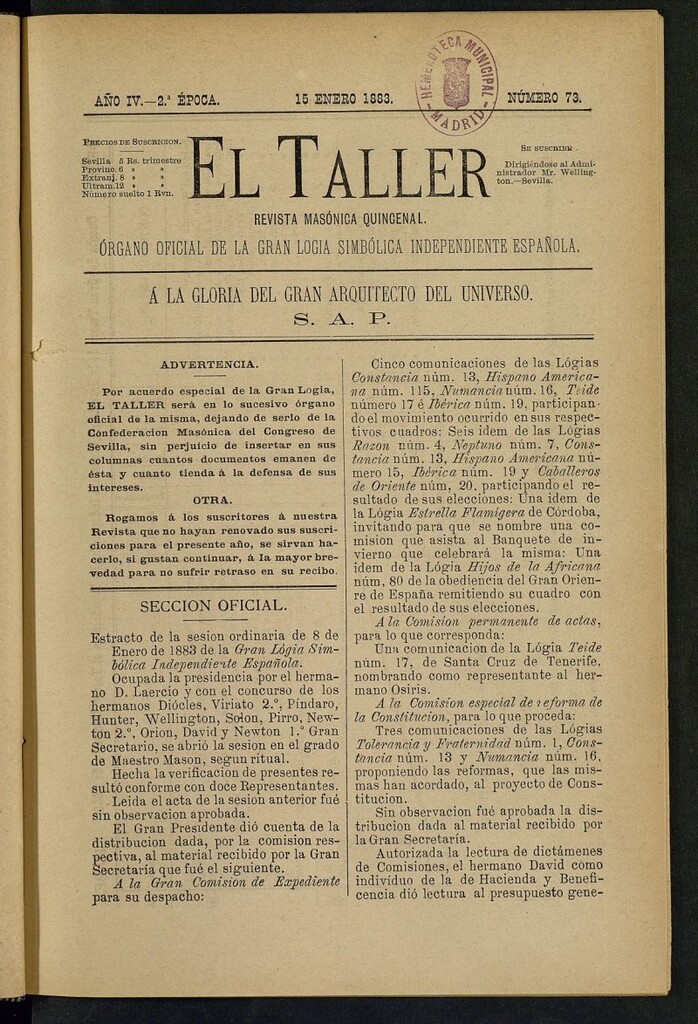 AÑO IV.—2.ª ÉPOCA.
15 ENERO 1883.
NÚMERO 73.
HEMEROTECA MUNICIPAL
MADRID
PRECIOS DE SUSCRICION.
Sevilla 5 Rs. trimestre
Provinc. 6 » »
Extranj. 8 » »
Ultram. 12 » »
Número suelto 1 Rvn.
EL TALLER
SE SUSCRIBE
Dirigiéndose al Admi-
nistrador Mr. Welling-
ton.—Sevilla.
REVISTA MASÓNICA QUINCENAL.
ÓRGANO OFICIAL DE LA GRAN LOGIA SIMBÓLICA INDEPENDIENTE ESPAÑOLA.
Á LA GLORIA DEL GRAN ARQUITECTO DEL UNIVERSO.
S. A. P.
ADVERTENCIA.
Por acuerdo especial de la Gran Logia,
EL TALLER será en lo sucesivo órgano
oficial de la misma, dejando de serlo de la
Confederacion Masónica del Congreso de
Sevilla, sin perjuicio de insertar en sus
columnas cuantos documentos emanen de
ésta y cuanto tienda á la defensa de sus
intereses.
OTRA.
Rogamos á los suscritores á nuestra
Revista que no hayan renovado sus suscri-
ciones para el presente año, se sirvan ha-
cerlo, si gustan continuar, á la mayor bre-
vedad para no sufrir retraso en su recibo.
SECCION OFICIAL.
Estracto de la sesion ordinaria de 8 de
Enero de 1883 de la Gran Lógia Sim-
bólica Independiente Española.
Ocupada la presidencia por el herma-
no D. Laercio y con el concurso de los
hermanos Diócles, Viriato 2.º, Píndaro,
Hunter, Wellington, Solon, Pirro, New-
ton 2.º, Orion, David y Newton 1.º Gran
Secretario, se abrió la sesion en el grado
de Maestro Mason, segun ritual.
Hecha la verificacion de presentes re-
sultó conforme con doce Representantes.
Leida el acta de la sesion anterior fué
sin observacion aprobada.
El Gran Presidente dió cuenta de la
distribucion dada, por la comision res-
pectiva, al material recibido por la Gran
Secretaría que fué el siguiente.
A la Gran Comision de Expediente
para su despacho:
Cinco comunicaciones de las Lógias
Constancia núm. 13, Hispano America-
na núm. 115, Numancia núm. 16, Teide
número 17 é Ibérica núm. 19, participan-
do el movimiento ocurrido en sus respec-
tivos cuadros: Seis idem de las Lógias
Razon núm. 4, Neptuno núm. 7, Cons-
tancia núm. 13, Hispano Americana nú-
mero 15, Ibérica núm. 19 y Caballeros
de Oriente núm, 20, participando el re-
sultado de sus elecciones: Una idem de
la Lógia Estrella Flamígera de Córdoba,
invitando para que se nombre una co-
mision que asista al Banquete de in-
vierno que celebrará la misma: Una
idem de la Lógia Hijos de la Africana
núm, 80 de la obediencia del Gran Orien-
re de España remitiendo su cuadro con
el resultado de sus elecciones.
A la Comision permanente de actas,
para lo que corresponda:
Una comunicacion de la Lógia Teide
núm. 17, de Santa Cruz de Tenerife,
nombrando como representante al her-
mano Osiris.
A la Comision especial de reforma de
la Constitucion, para lo que proceda:
Tres comunicaciones de las Lógias
Tolerancia y Fraternidad núm. 1, Cons-
tancia núm. 13 y Numancia núm. 16,
proponiendo las reformas, que las mis-
mas han acordado, al proyecto de Cons-
titucion.
Sin observacion fué aprobada la dis-
tribucion dada al material recibido por
la Gran Secretaría.
Autorizada la lectura de dictámenes
de Comisiones, el hermano David como
indivíduo de la de Hacienda y Benefi-
cencia dió lectura al presupuesto gene-